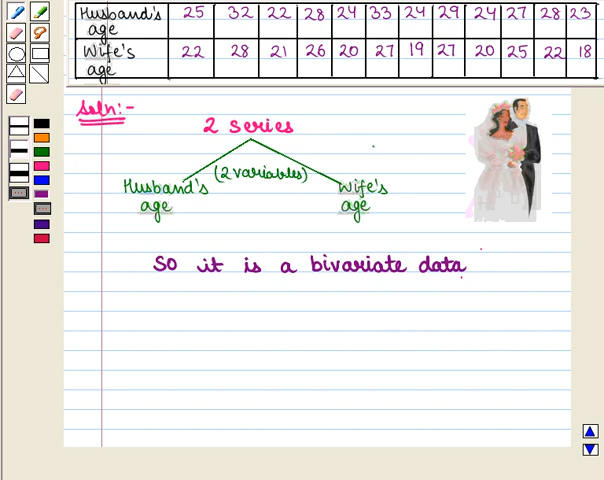 Husband's age 25 32 22 28 24 33 24 29 24 27 28 23
Wife's age 22 28 21 26 20 27 19 27 20 25 22 18
Soln:-
2 series
(2 variables)
Husband's age
Wife's age
So it is a bivariate data